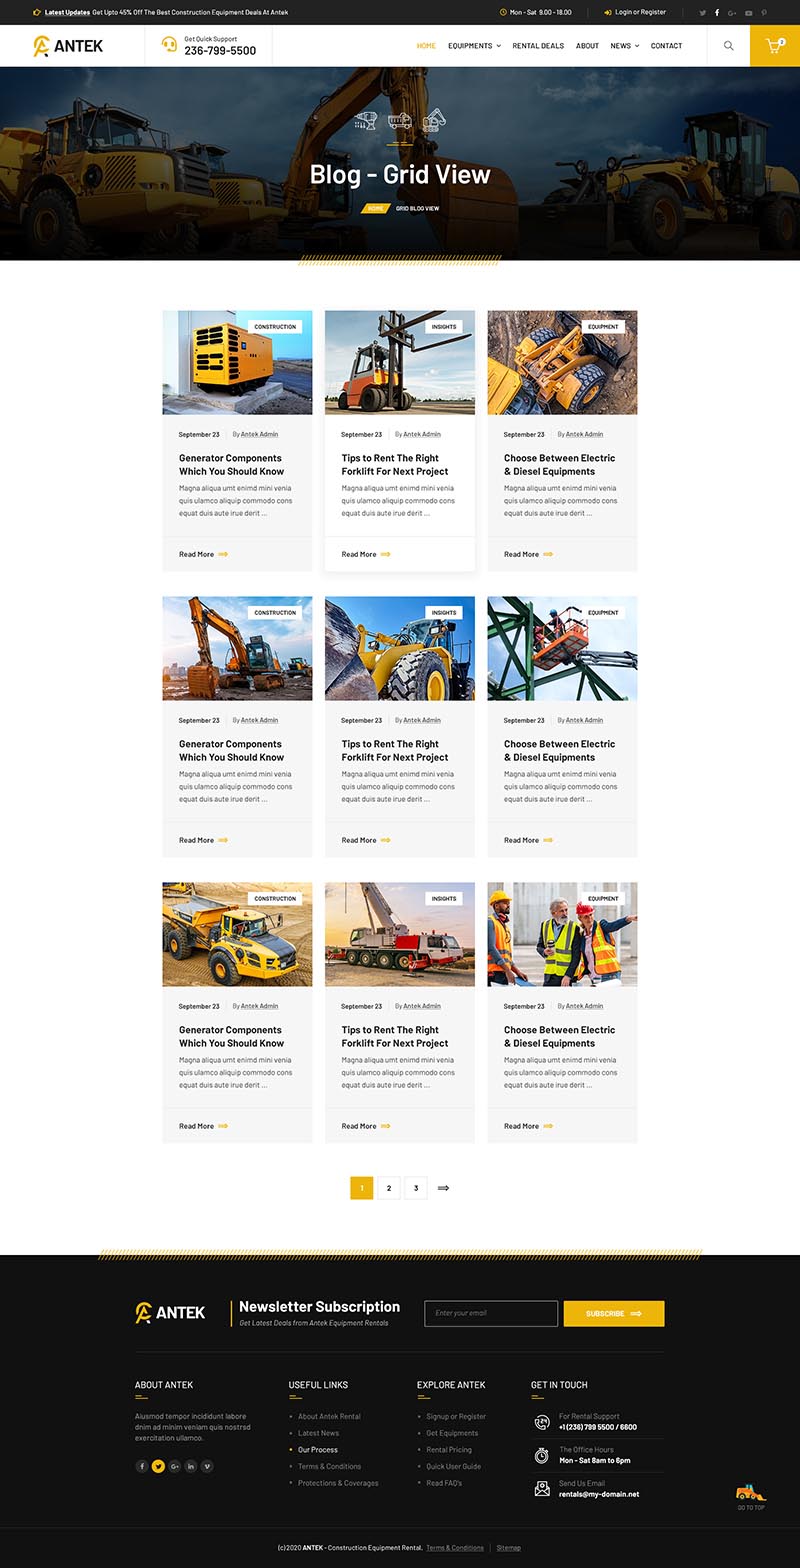 Latest Updates Get Upto 45% Off The Best Construction Equipment Deals At Antek
Mon - Sat 9.00 - 18.00
Login or Register
ANTEK
Get Quick Support
236-799-5500
HOME EQUIPMENTS RENTAL DEALS ABOUT NEWS CONTACT
Blog - Grid View
HOME GRID BLOG VIEW
CONSTRUCTION
September 23 By Antek Admin
Generator Components
Which You Should Know
Magna aliqua umt enimd mini venia
quis ulamco aliquip commodo cons
equat duis aute irue derit ...
Read More
INSIGHTS
September 23 By Antek Admin
Tips to Rent The Right
Forklift For Next Project
Magna aliqua umt enimd mini venia
quis ulamco aliquip commodo cons
equat duis aute irue derit ...
Read More
EQUIPMENT
September 23 By Antek Admin
Choose Between Electric
& Diesel Equipments
Magna aliqua umt enimd mini venia
quis ulamco aliquip commodo cons
equat duis aute irue derit ...
Read More
CONSTRUCTION
September 23 By Antek Admin
Generator Components
Which You Should Know
Magna aliqua umt enimd mini venia
quis ulamco aliquip commodo cons
equat duis aute irue derit ...
Read More
INSIGHTS
September 23 By Antek Admin
Tips to Rent The Right
Forklift For Next Project
Magna aliqua umt enimd mini venia
quis ulamco aliquip commodo cons
equat duis aute irue derit ...
Read More
EQUIPMENT
September 23 By Antek Admin
Choose Between Electric
& Diesel Equipments
Magna aliqua umt enimd mini venia
quis ulamco aliquip commodo cons
equat duis aute irue derit ...
Read More
CONSTRUCTION
September 23 By Antek Admin
Generator Components
Which You Should Know
Magna aliqua umt enimd mini venia
quis ulamco aliquip commodo cons
equat duis aute irue derit ...
Read More
INSIGHTS
September 23 By Antek Admin
Tips to Rent The Right
Forklift For Next Project
Magna aliqua umt enimd mini venia
quis ulamco aliquip commodo cons
equat duis aute irue derit ...
Read More
EQUIPMENT
September 23 By Antek Admin
Choose Between Electric
& Diesel Equipments
Magna aliqua umt enimd mini venia
quis ulamco aliquip commodo cons
equat duis aute irue derit ...
Read More
1 2 3
ANTEK
Newsletter Subscription
Get Latest Deals from Antek Equipment Rentals
Enter your email
SUBSCRIBE
ABOUT ANTEK
Aiusmod tempor incididunt labore
dnim ad minim veniam quis nostrsd
exercitation ullamco.
USEFUL LINKS
About Antek Rental
Latest News
Our Process
Terms & Conditions
Protections & Coverages
EXPLORE ANTEK
Signup or Register
Get Equipments
Rental Pricing
Quick User Guide
Read FAQ's
GET IN TOUCH
For Rental Support
+1 (236) 799 5500 / 6600
The Office Hours
Mon - Sat 8am to 6pm
Send Us Email
rentals@my-domain.net
GO TO TOP
(c) 2020 ANTEK - Construction Equipment Rental. Terms & Conditions Sitemap